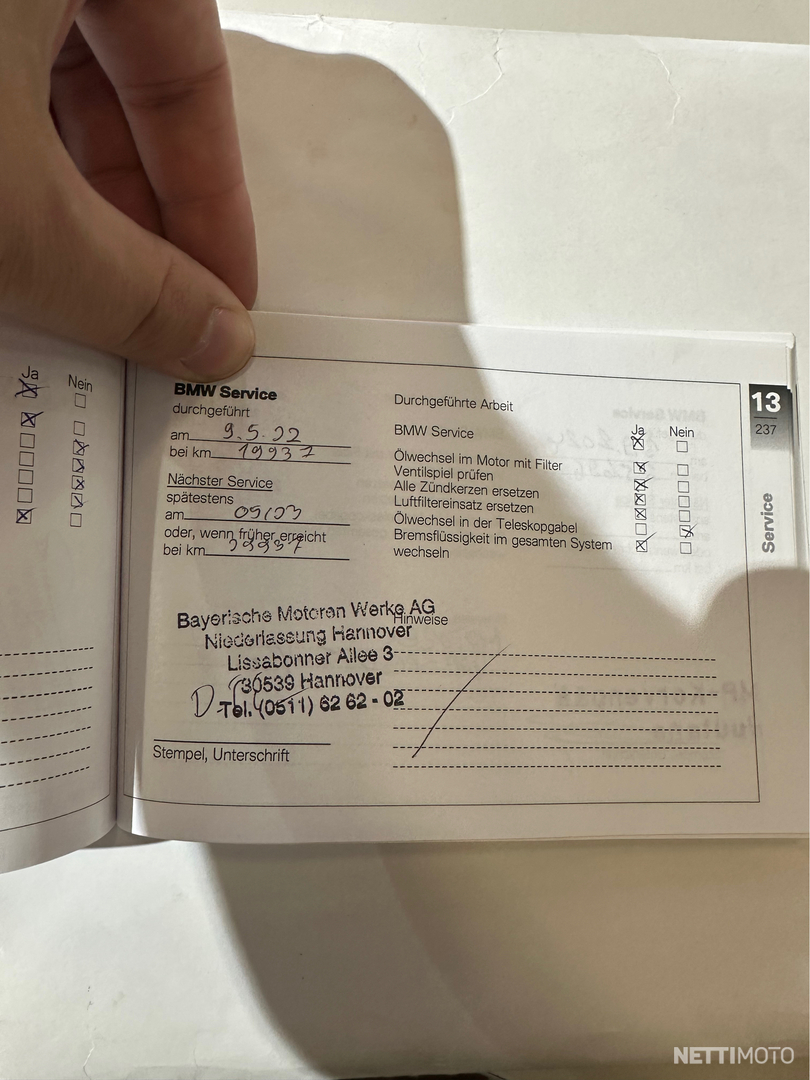 Ja
Nein
BMW Service
durchgeführt
am 9.5.22
bei km 19937
Nächster Service
spätestens
am 05/23
oder, wenn früher erreicht
bei km 29937
Bayerische Motoren Werke AG
Niederlassung Hannover
Lissabonner Allee 3
30539 Hannover
Tel. (0511) 62 62 - 02
Stempel, Unterschrift
Durchgeführte Arbeit
Ja Nein
BMW Service
Ölwechsel im Motor mit Filter
Ventilspiel prüfen
Alle Zündkerzen ersetzen
Luftfiltereinsatz ersetzen
Ölwechsel in der Teleskopgabel
Bremsflüssigkeit im gesamten System
wechseln
Hinweise
13
237
Service
NETTIMOTO